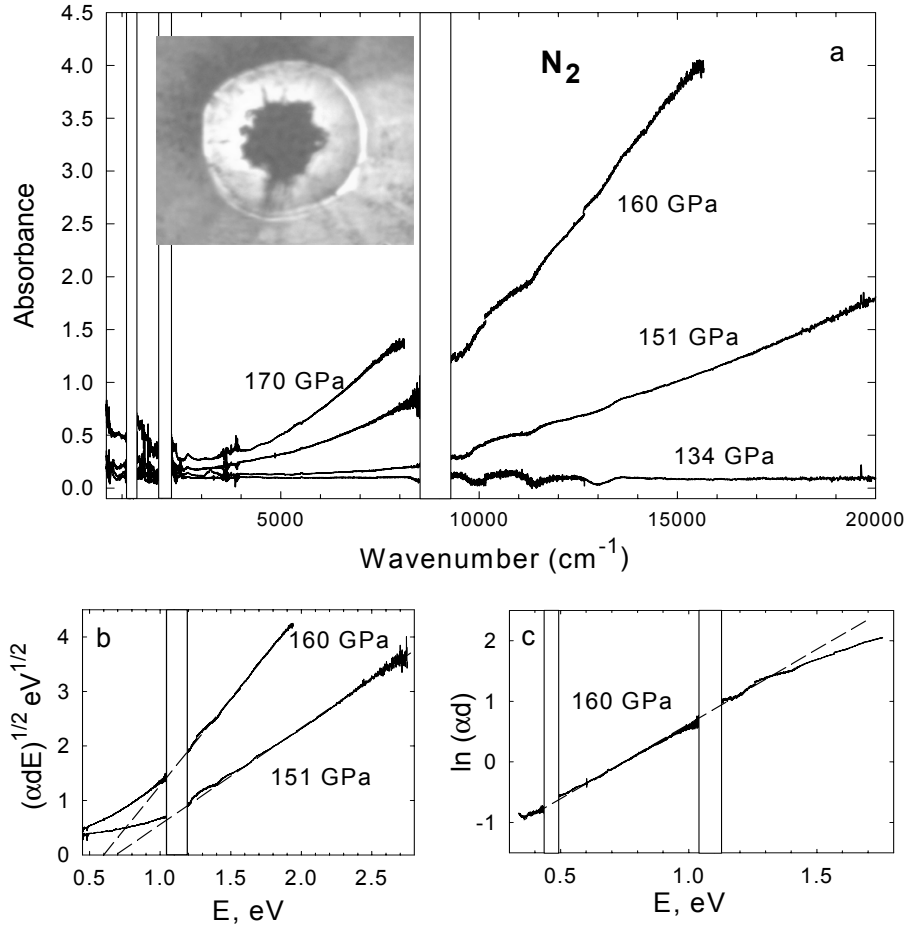 4.5
4.0
3.5
3.0
2.5
2.0
1.5
1.0
0.5
0.0
Absorbance
N2
a
160 GPa
151 GPa
170 GPa
134 GPa
5000 10000 15000 20000
Wavenumber (cm-1)
b
4
3
2
1
0
(αdE)1/2 eV1/2
160 GPa
151 GPa
0.5 1.0 1.5 2.0 2.5
E, eV
c
2
1
0
-1
ln (αd)
160 GPa
0.5 1.0 1.5
E, eV